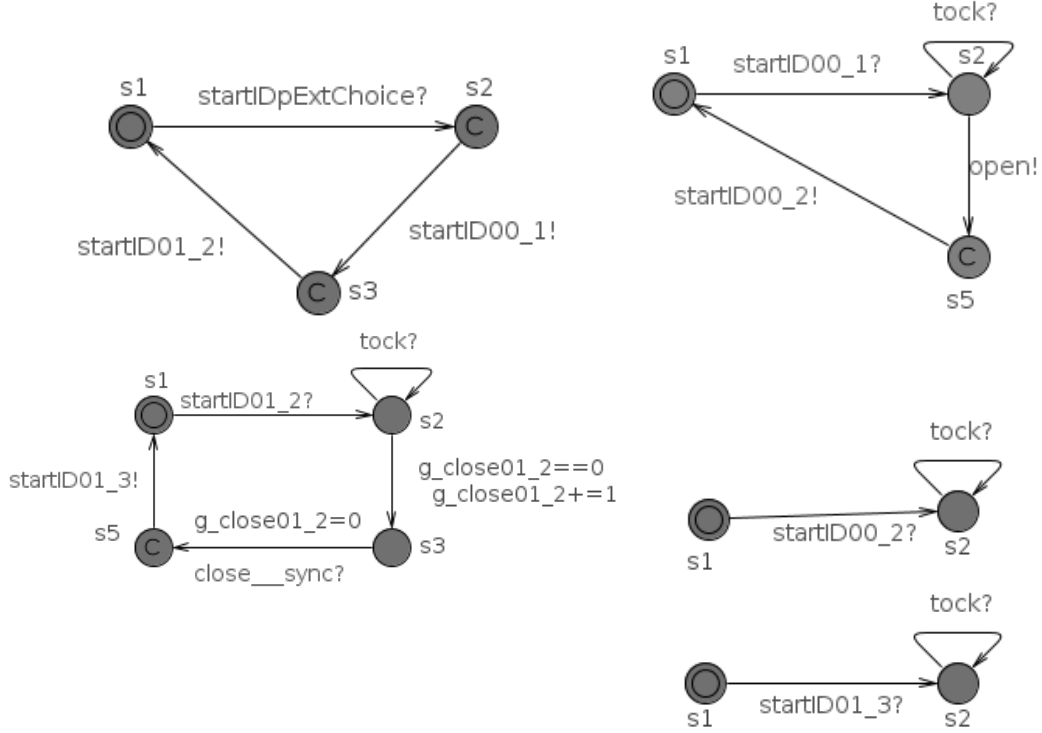 s1
startIDpExtChoice?
s2
C
startID01_2!
startID00_1!
C
s3
tock?
s1
startID00_1?
s2
open!
startID00_2!
C
s5
tock?
s1
startID01_2?
s2
g_close01_2==0
g_close01_2+=1
startID01_3!
s5
C
g_close01_2=0
s3
close__sync?
tock?
s1
startID00_2?
s2
tock?
s1
startID01_3?
s2